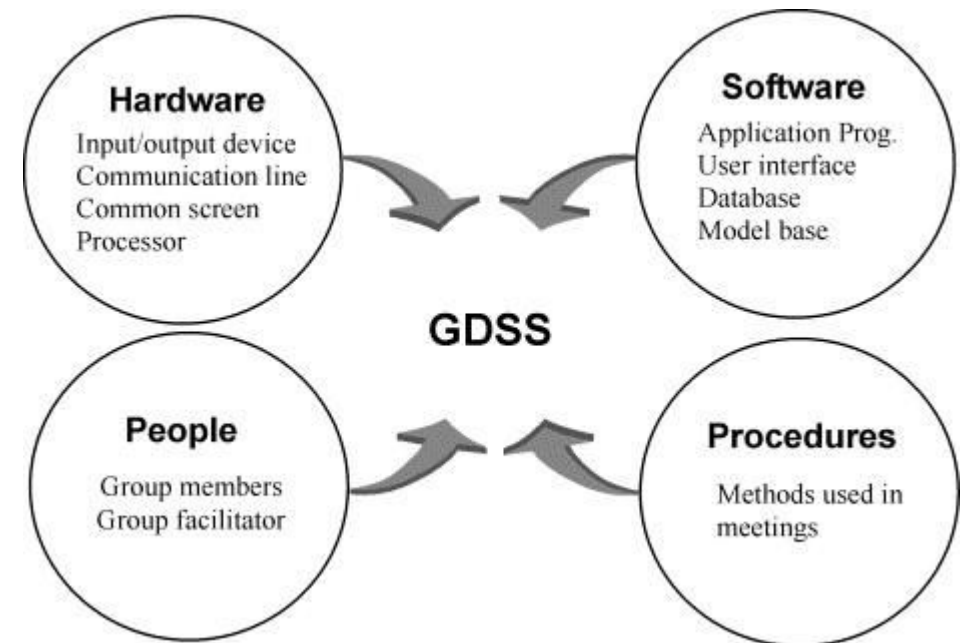 Hardware
Input/output device
Communication line
Common screen
Processor
Software
Application Prog.
User interface
Database
Model base
GDSS
People
Group members
Group facilitator
Procedures
Methods used in
meetings